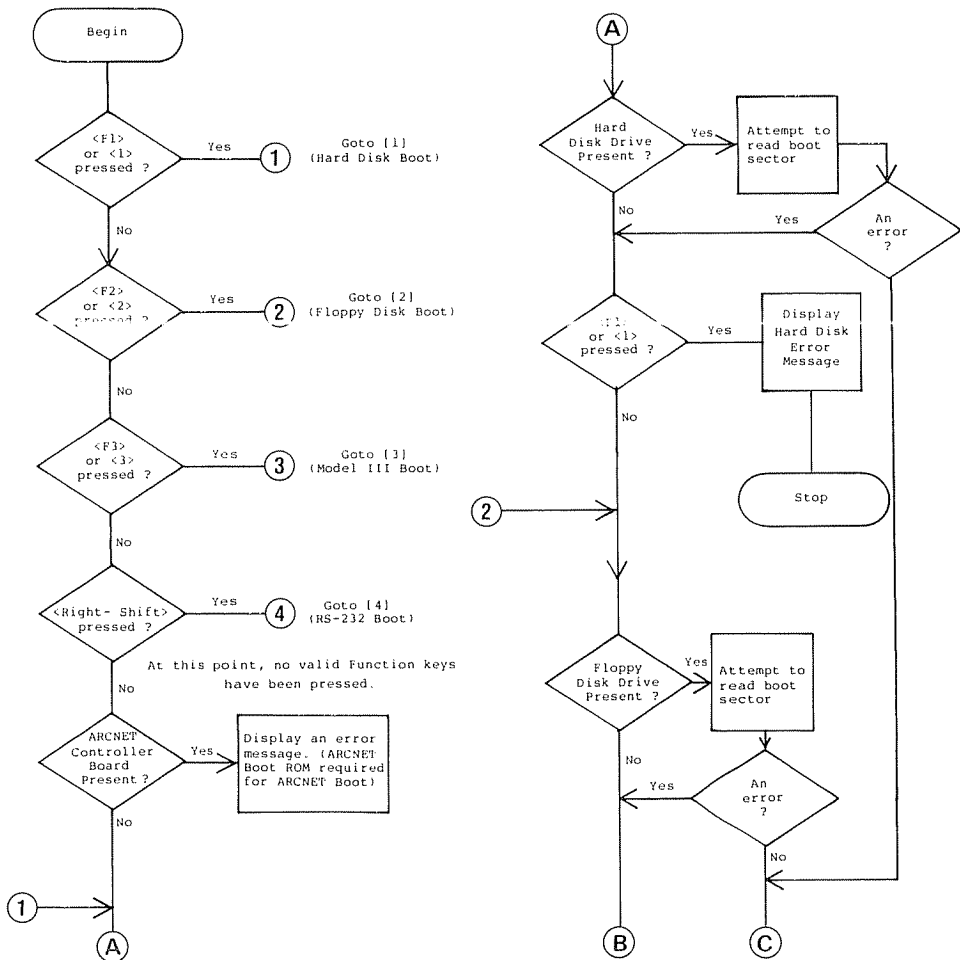 Begin
<F1>
or <1>
pressed ?
Yes
1
Goto [1]
(Hard Disk Boot)
No
<F2>
or <2>
pressed ?
Yes
2
Goto [2]
(Floppy Disk Boot)
No
<F3>
or <3>
pressed ?
Yes
3
Goto [3]
(Model III Boot)
No
<Right- Shift>
pressed ?
Yes
4
Goto [4]
(RS-232 Boot)
At this point, no valid Function keys
have been pressed.
No
ARCNET
Controller
Board
Present ?
Yes
Display an error
message. (ARCNET
Boot ROM required
for ARCNET Boot)
No
1
A
A
Hard
Disk Drive
Present ?
Yes
Attempt to
read boot
sector
No
Yes
An
error
?
<F1>
or <1>
pressed ?
Yes
Display
Hard Disk
Error
Message
No
Stop
2
Floppy
Disk Drive
Present ?
Yes
Attempt to
read boot
sector
No
Yes
An
error
?
No
B
C